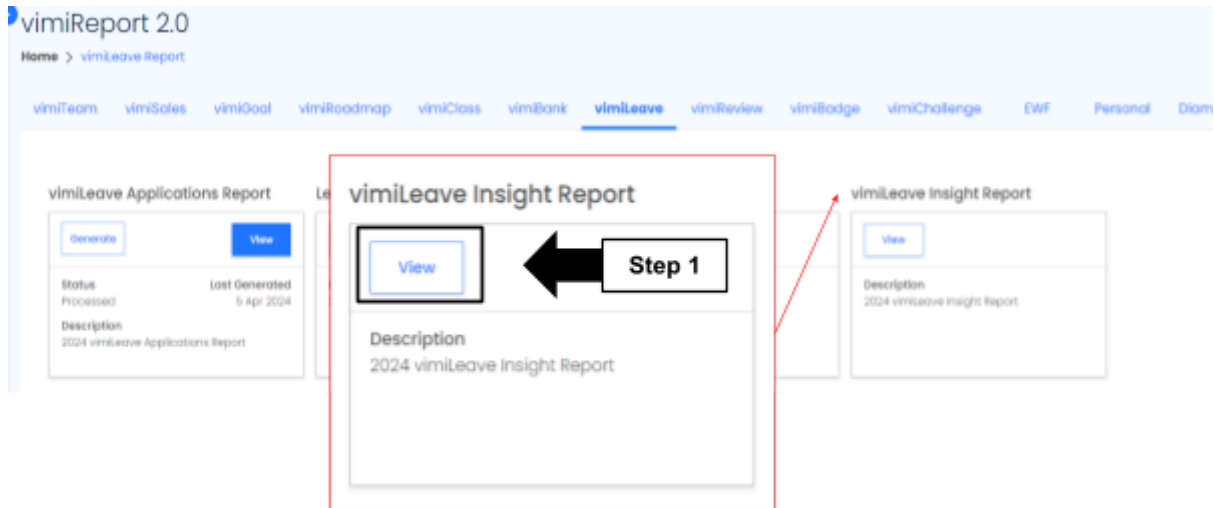 vimiReport 2.0
Home > vimiLeave Report
vimiTeam vimiSales vimiGoal vimiRoadmap vimiClass vimiBank vimiLeave vimiReview vimiBadge vimiChallenge EWF Personal Diam
vimiLeave Applications Report
Generate View
Status Last Generated
Processed 5 Apr 2024
Description
2024 vimiLeave Applications Report
Le
vimiLeave Insight Report
View
Step 1
Description
2024 vimiLeave Insight Report
vimiLeave Insight Report
View
Description
2024 vimiLeave Insight Report